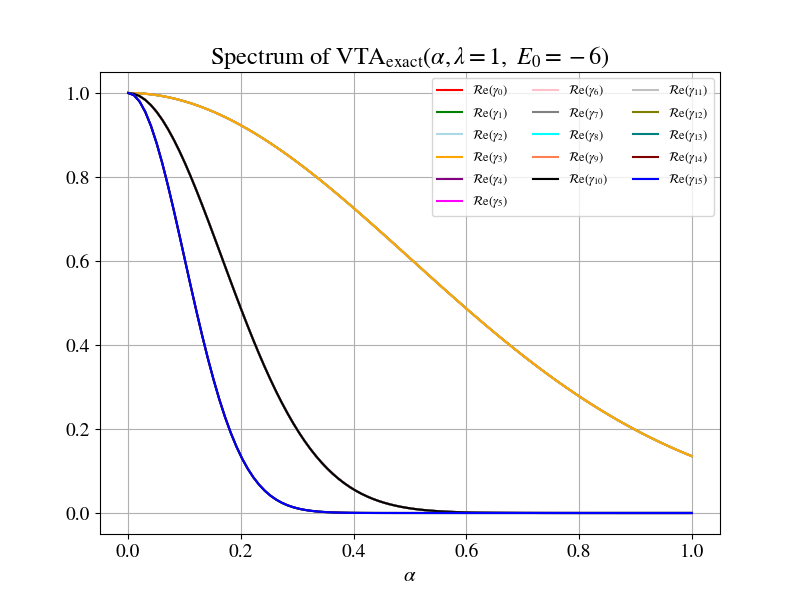 Spectrum of VTA_exact(α, λ = 1, E_0 = −6)
1.0
0.8
0.6
0.4
0.2
0.0
ℛe(γ_0)
ℛe(γ_1)
ℛe(γ_2)
ℛe(γ_3)
ℛe(γ_4)
ℛe(γ_5)
ℛe(γ_6)
ℛe(γ_7)
ℛe(γ_8)
ℛe(γ_9)
ℛe(γ_10)
ℛe(γ_11)
ℛe(γ_12)
ℛe(γ_13)
ℛe(γ_14)
ℛe(γ_15)
0.0 0.2 0.4 0.6 0.8 1.0
α